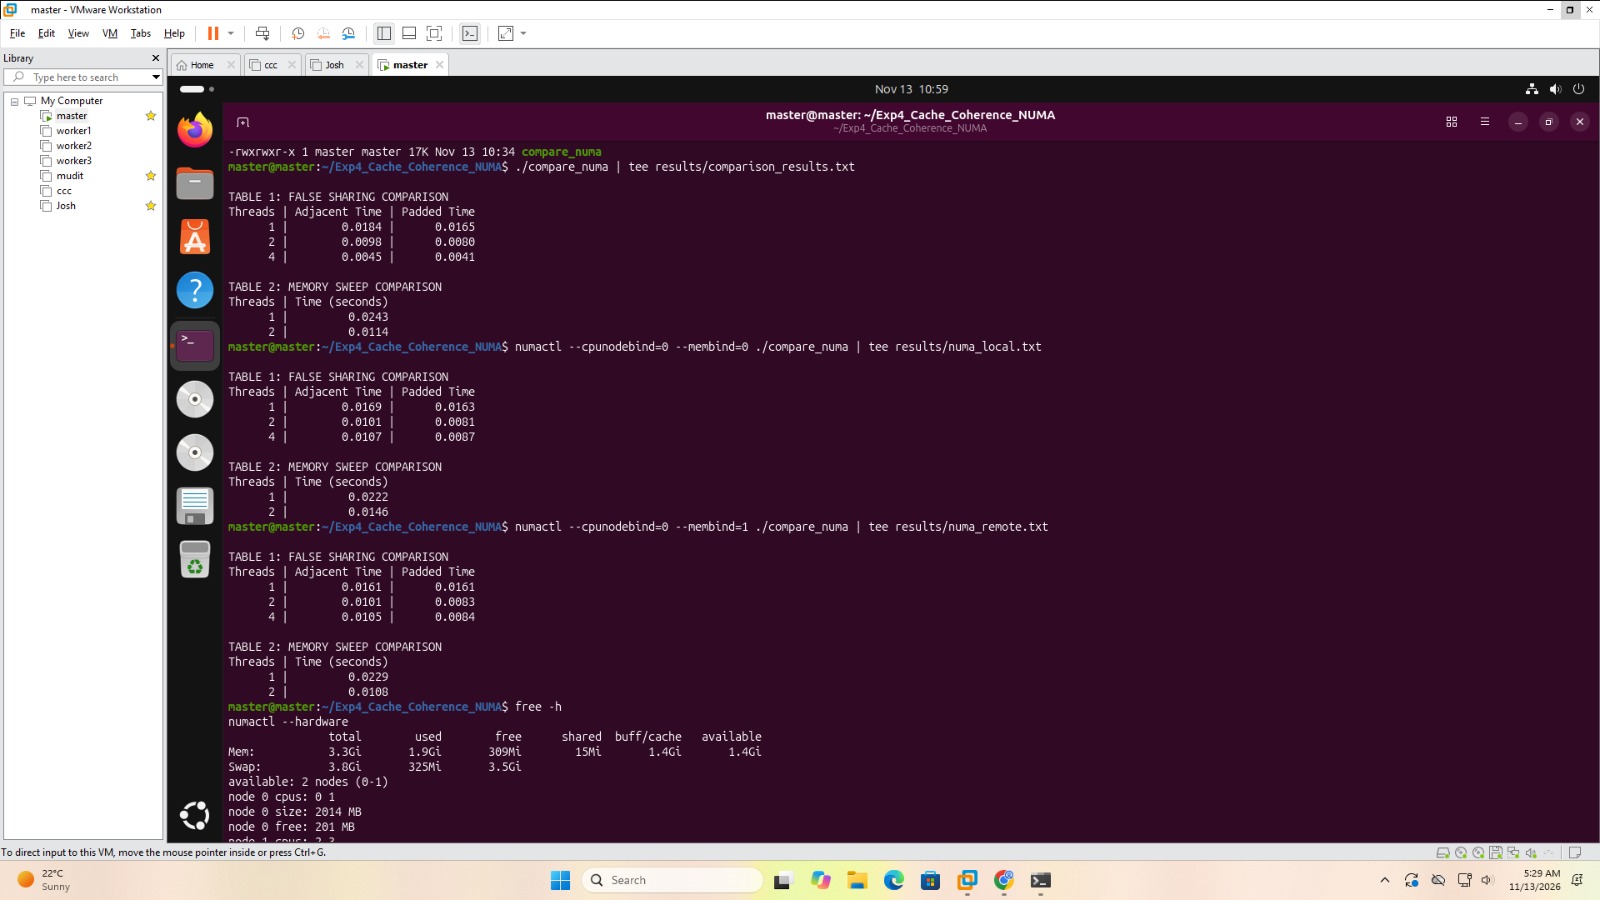 master - VMware Workstation
File Edit View VM Tabs Help
Library
Type here to search
My Computer
master
worker1
worker2
worker3
mudit
ccc
Josh
Home ccc Josh master
Nov 13 10:59
master@master: ~/Exp4_Cache_Coherence_NUMA
~/Exp4_Cache_Coherence_NUMA
-rwxrwxr-x 1 master master 17K Nov 13 10:34 compare_numa
master@master:~/Exp4_Cache_Coherence_NUMA$ ./compare_numa | tee results/comparison_results.txt
TABLE 1: FALSE SHARING COMPARISON
Threads | Adjacent Time | Padded Time
1 | 0.0184 | 0.0165
2 | 0.0098 | 0.0080
4 | 0.0045 | 0.0041
TABLE 2: MEMORY SWEEP COMPARISON
Threads | Time (seconds)
1 | 0.0243
2 | 0.0114
master@master:~/Exp4_Cache_Coherence_NUMA$ numactl --cpunodebind=0 --membind=0 ./compare_numa | tee results/numa_local.txt
TABLE 1: FALSE SHARING COMPARISON
Threads | Adjacent Time | Padded Time
1 | 0.0169 | 0.0163
2 | 0.0101 | 0.0081
4 | 0.0107 | 0.0087
TABLE 2: MEMORY SWEEP COMPARISON
Threads | Time (seconds)
1 | 0.0222
2 | 0.0146
master@master:~/Exp4_Cache_Coherence_NUMA$ numactl --cpunodebind=0 --membind=1 ./compare_numa | tee results/numa_remote.txt
TABLE 1: FALSE SHARING COMPARISON
Threads | Adjacent Time | Padded Time
1 | 0.0161 | 0.0161
2 | 0.0101 | 0.0083
4 | 0.0105 | 0.0084
TABLE 2: MEMORY SWEEP COMPARISON
Threads | Time (seconds)
1 | 0.0229
2 | 0.0108
master@master:~/Exp4_Cache_Coherence_NUMA$ free -h
numactl --hardware
total used free shared buff/cache available
Mem: 3.3Gi 1.9Gi 309Mi 15Mi 1.4Gi 1.4Gi
Swap: 3.8Gi 325Mi 3.5Gi
available: 2 nodes (0-1)
node 0 cpus: 0 1
node 0 size: 2014 MB
node 0 free: 201 MB
node 1 cpus: 2 3
To direct input to this VM, move the mouse pointer inside or press Ctrl+G.
22°C
Sunny
Search
5:29 AM
11/13/2026